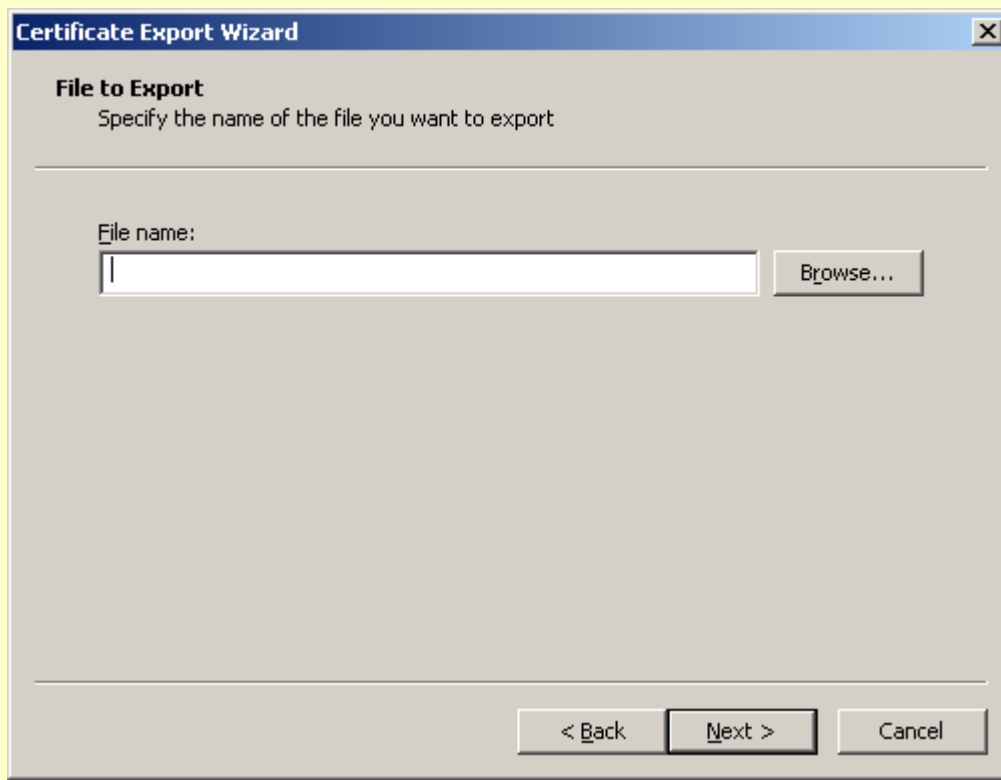 Certificate Export Wizard
File to Export
Specify the name of the file you want to export
File name:
Browse...
< Back
Next >
Cancel